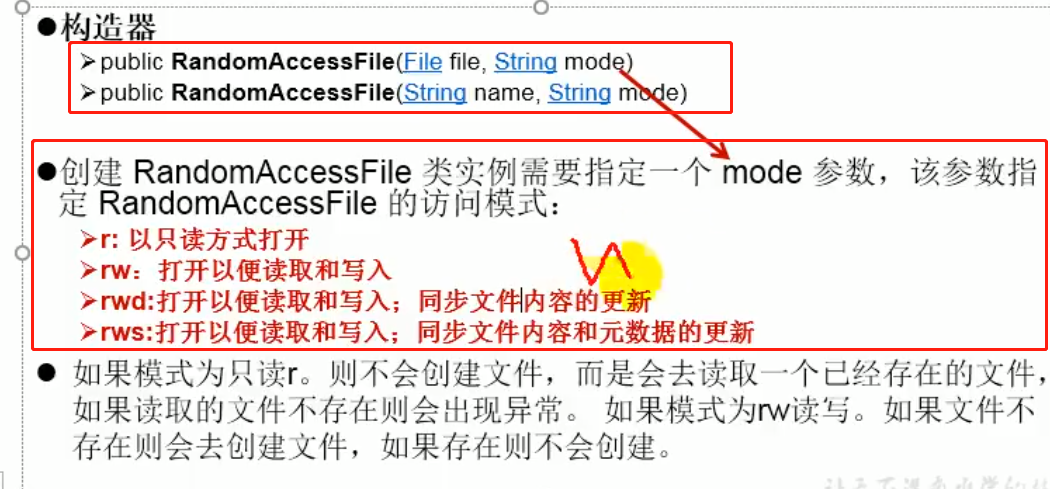 ●构造器
➢public RandomAccessFile(File file, String mode)
➢public RandomAccessFile(String name, String mode)
●创建 RandomAccessFile 类实例需要指定一个 mode 参数，该参数指
定 RandomAccessFile 的访问模式：
➢r: 以只读方式打开
➢rw：打开以便读取和写入
➢rwd:打开以便读取和写入；同步文件内容的更新
➢rws:打开以便读取和写入；同步文件内容和元数据的更新
● 如果模式为只读r。则不会创建文件，而是会去读取一个已经存在的文件，
如果读取的文件不存在则会出现异常。 如果模式为rw读写。如果文件不
存在则会去创建文件，如果存在则不会创建。